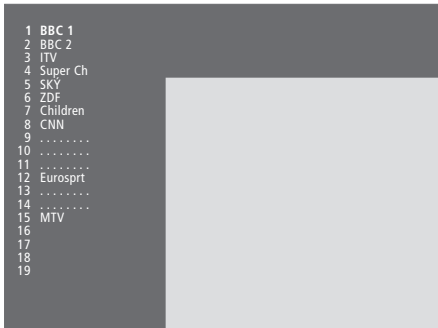 1 BBC 1
2 BBC 2
3 ITV
4 Super Ch
5 SKÝ
6 ZDF
7 Children
8 CNN
9 ........
10 ........
11 ........
12 Eurosprt
13 ........
14 ........
15 MTV
16
17
18
19